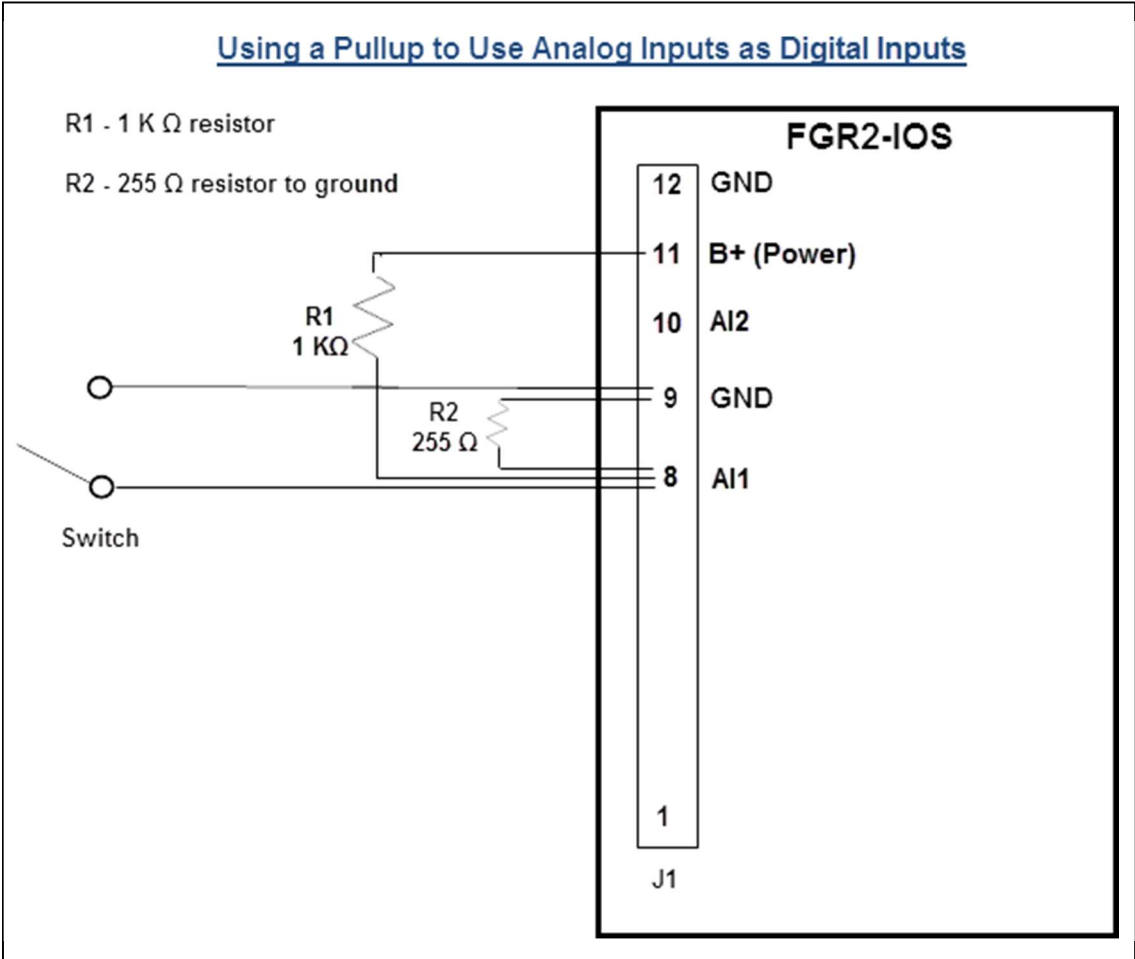 Using a Pullup to Use Analog Inputs as Digital Inputs
R1 - 1 K Ω resistor
R2 - 255 Ω resistor to ground
FGR2-IOS
12 GND
11 B+ (Power)
10 AI2
R1
1 KΩ
9 GND
R2
255 Ω
8 AI1
Switch
1
J1